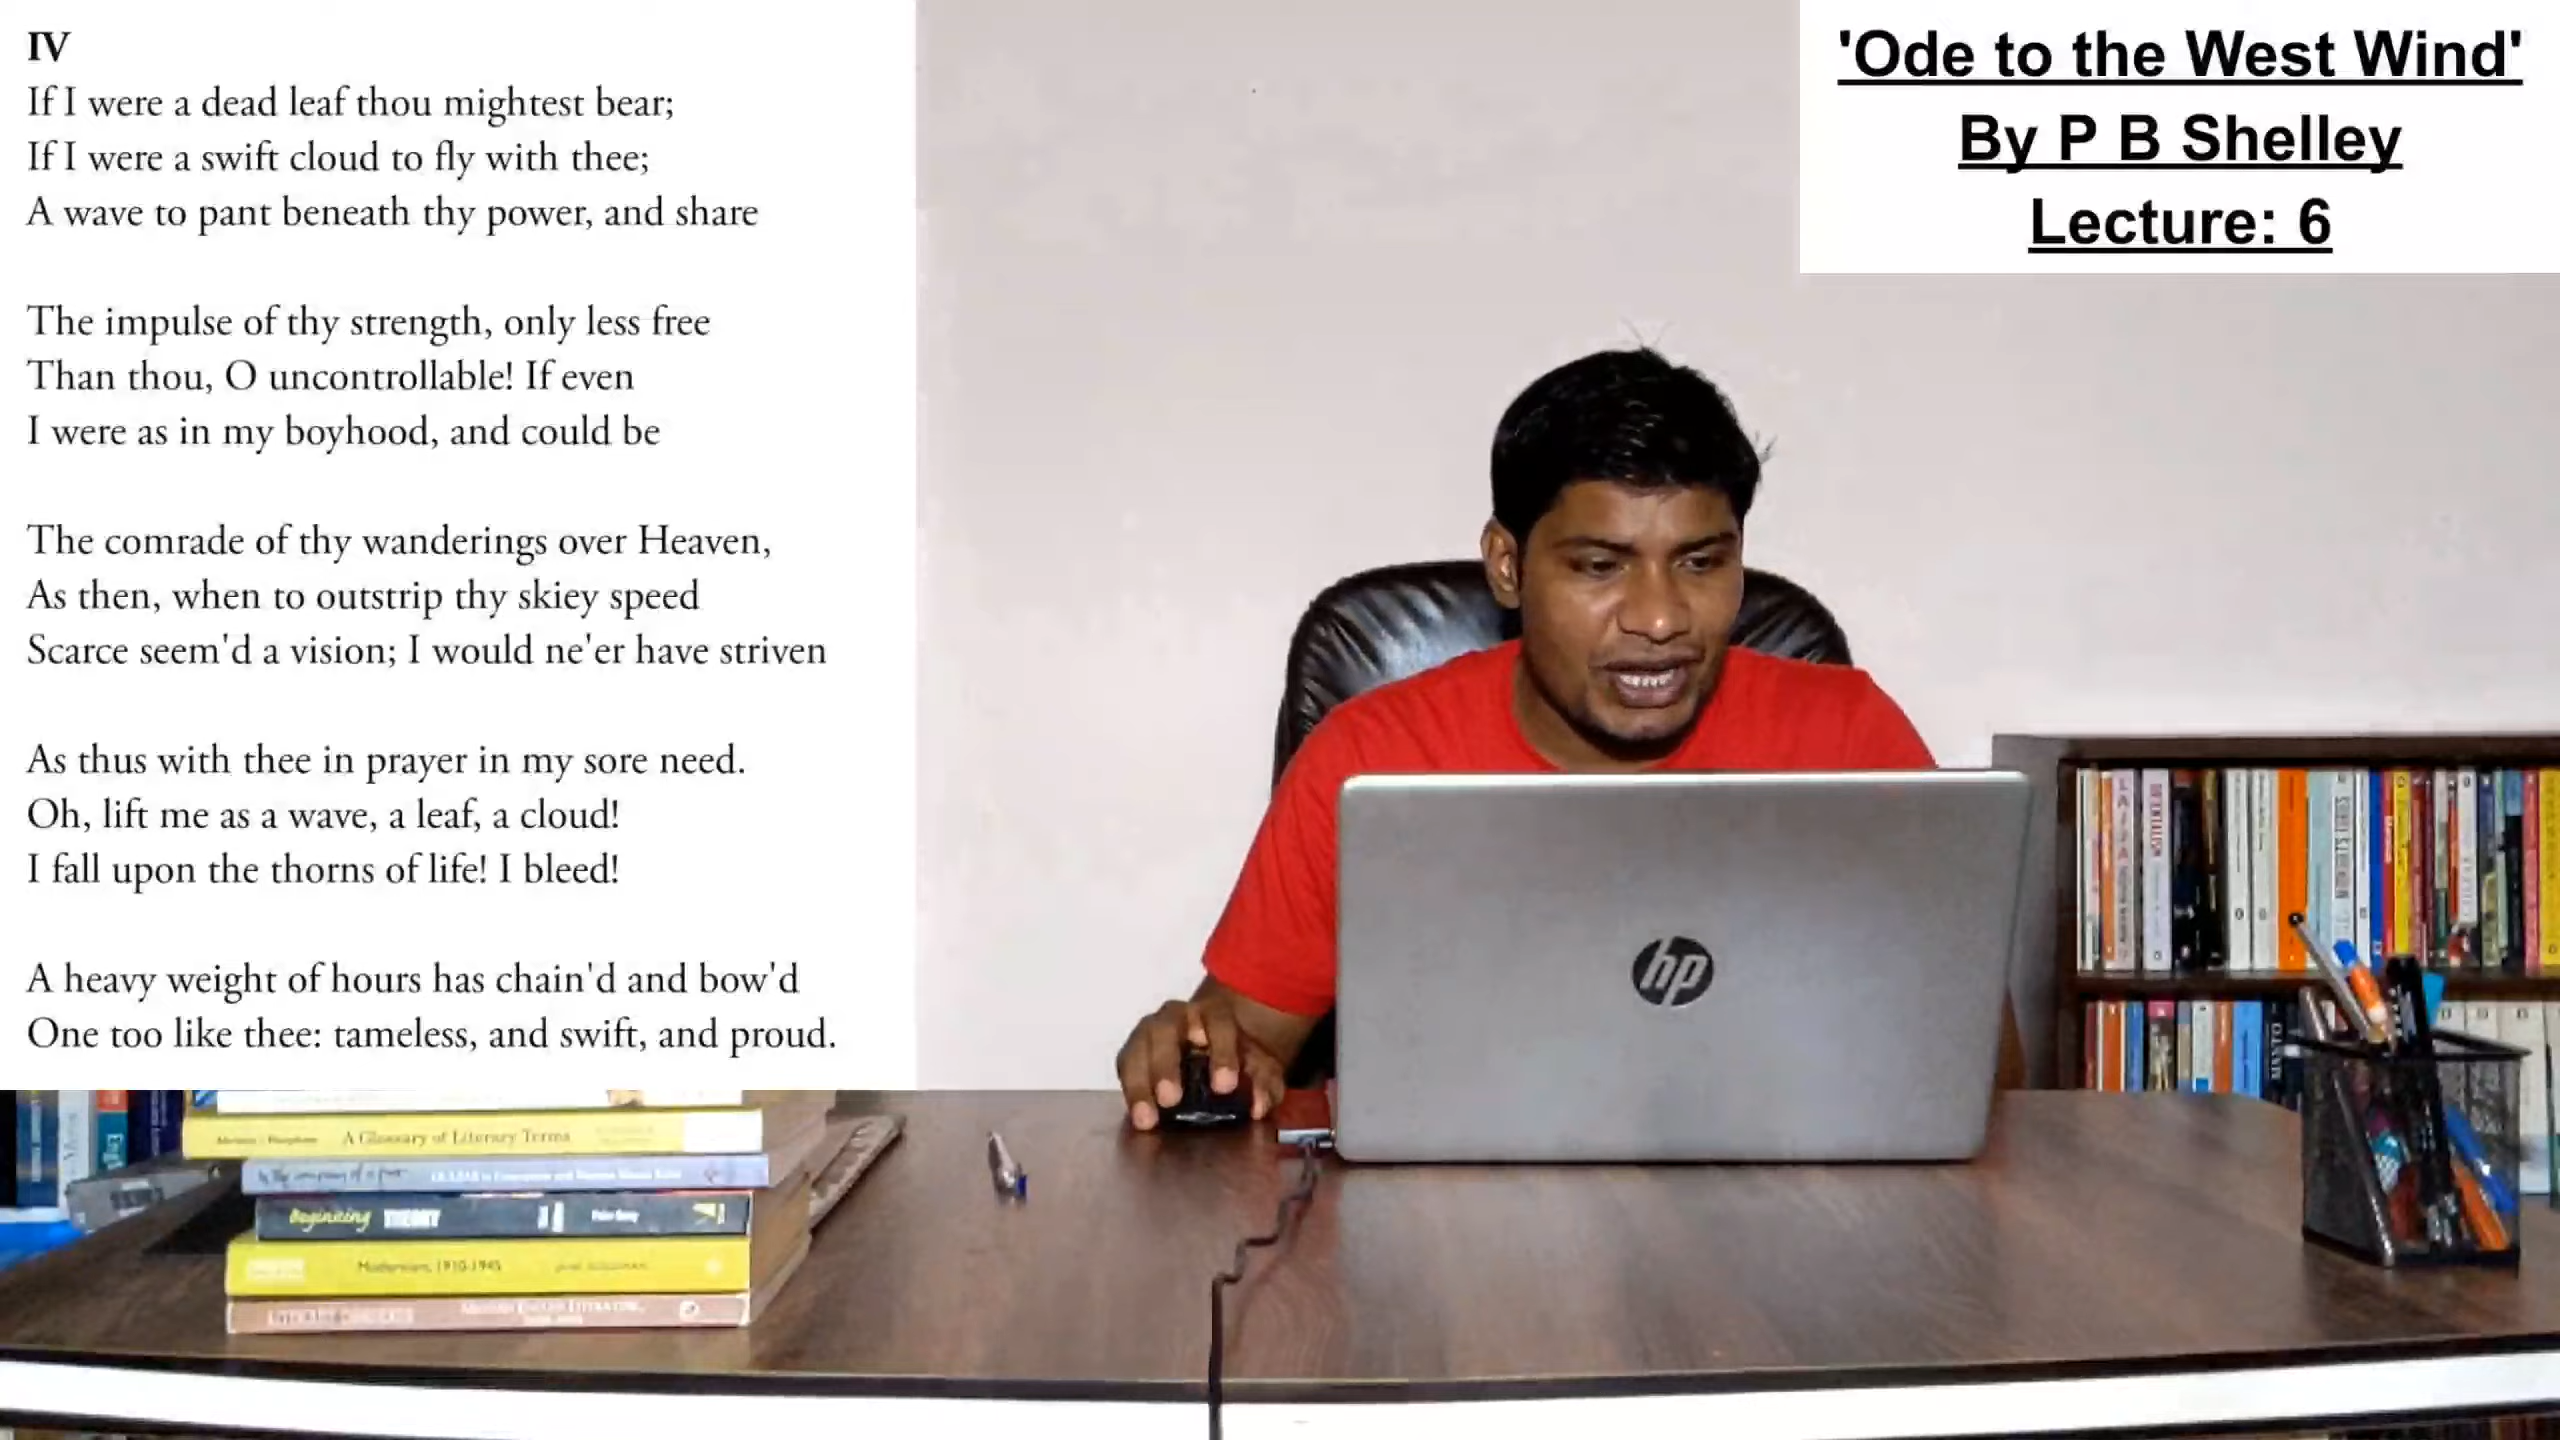 IV
If I were a dead leaf thou mightest bear;
If I were a swift cloud to fly with thee;
A wave to pant beneath thy power, and share
The impulse of thy strength, only less free
Than thou, O uncontrollable! If even
I were as in my boyhood, and could be
The comrade of thy wanderings over Heaven,
As then, when to outstrip thy skiey speed
Scarce seem'd a vision; I would ne'er have striven
As thus with thee in prayer in my sore need.
Oh, lift me as a wave, a leaf, a cloud!
I fall upon the thorns of life! I bleed!
A heavy weight of hours has chain'd and bow'd
One too like thee: tameless, and swift, and proud.
'Ode to the West Wind'
By P B Shelley
Lecture: 6
hp
ORIENTALISM
MANTO
A Glossary of Literary Terms
Beginning THEORY
Modernism, 1910-1945